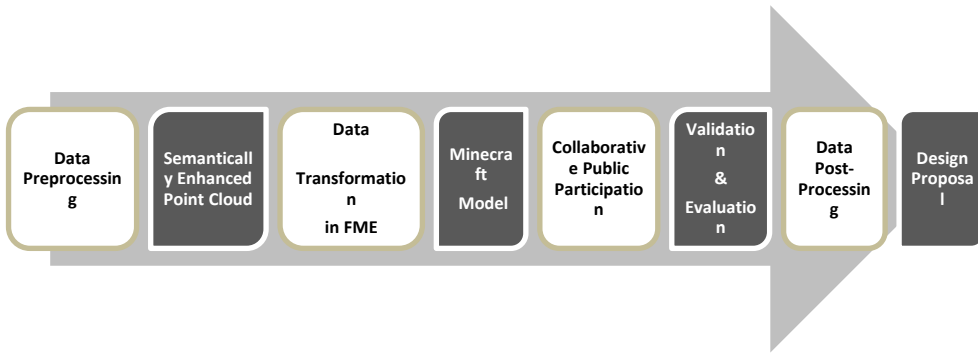 Data
Preprocessin
g
Semanticall
y Enhanced
Point Cloud
Data
Transformatio
n
in FME
Minecra
ft
Model
Collaborativ
e Public
Participatio
n
Validatio
n
&
Evaluatio
n
Data
Post-
Processin
g
Design
Proposa
l